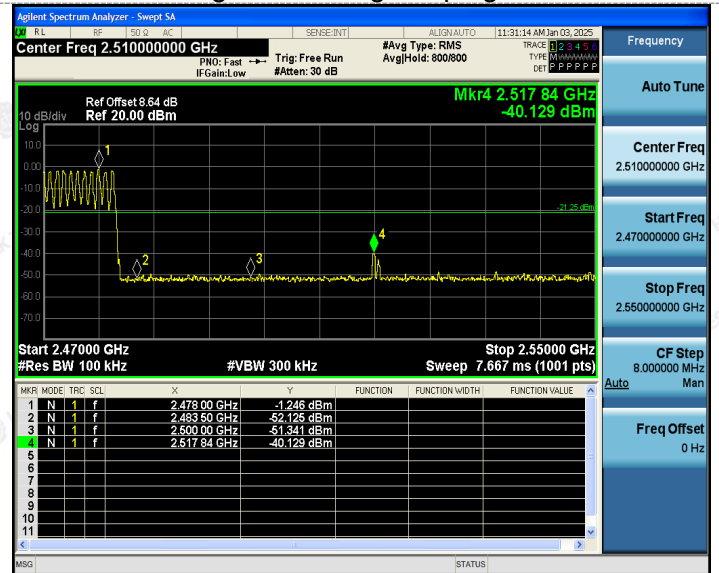 Agilent Spectrum Analyzer - Swept SA
LXI RL RF 50 Ω AC SENSE:INT ALIGN AUTO 11:31:14 AM Jan 03, 2025
Center Freq 2.510000000 GHz #Avg Type: RMS TRACE 1 2 3 4 5 6
PNO: Fast Trig: Free Run Avg|Hold: 800/800 TYPE MWWWWW
IFGain:Low #Atten: 30 dB DET P P P P P P
Mkr4 2.517 84 GHz
-40.129 dBm
Ref Offset 8.64 dB
10 dB/div Ref 20.00 dBm
Log
10.0
0.00
-10.0
-20.0
-30.0
-40.0
-50.0
-60.0
-70.0
1
2
3
4
-21.25 dBm
Start 2.47000 GHz Stop 2.55000 GHz
#Res BW 100 kHz #VBW 300 kHz Sweep 7.667 ms (1001 pts)
MKR MODE TRC SCL X Y FUNCTION FUNCTION WIDTH FUNCTION VALUE
1 N 1 f 2.478 00 GHz -1.246 dBm
2 N 1 f 2.483 50 GHz -52.125 dBm
3 N 1 f 2.500 00 GHz -51.341 dBm
4 N 1 f 2.517 84 GHz -40.129 dBm
5
6
7
8
9
10
11
MSG STATUS
Frequency
Auto Tune
Center Freq
2.510000000 GHz
Start Freq
2.470000000 GHz
Stop Freq
2.550000000 GHz
CF Step
8.000000 MHz
Auto Man
Freq Offset
0 Hz